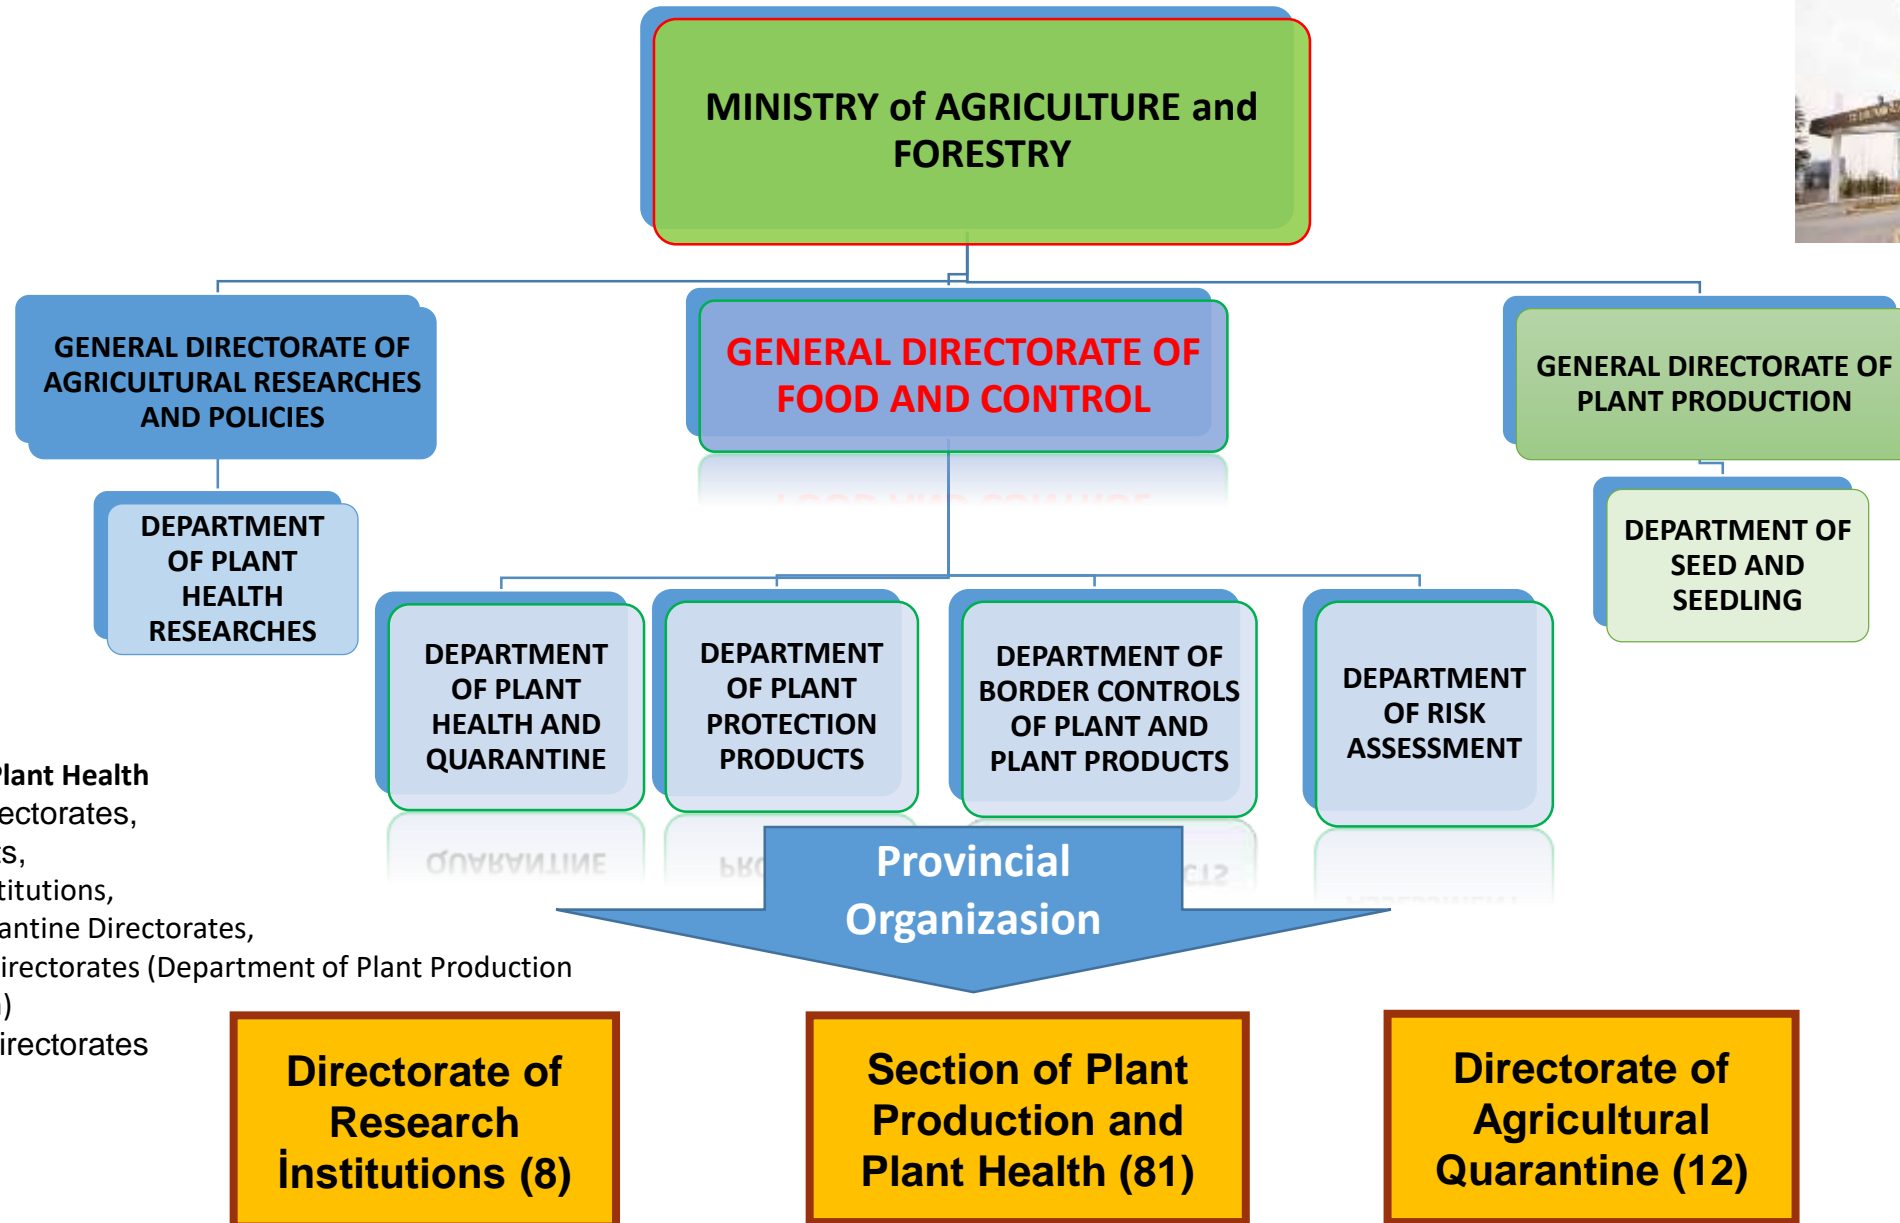 MINISTRY of AGRICULTURE and
FORESTRY
GENERAL DIRECTORATE OF
AGRICULTURAL RESEARCHES
AND POLICIES
GENERAL DIRECTORATE OF
FOOD AND CONTROL
GENERAL DIRECTORATE OF
PLANT PRODUCTION
DEPARTMENT
OF PLANT
HEALTH
RESEARCHES
DEPARTMENT
OF PLANT
HEALTH AND
QUARANTINE
DEPARTMENT
OF PLANT
PROTECTION
PRODUCTS
DEPARTMENT OF
BORDER CONTROLS
OF PLANT AND
PLANT PRODUCTS
DEPARTMENT
OF RISK
ASSESSMENT
DEPARTMENT OF
SEED AND
SEEDLING
Plant Health
ectorates,
ts,
titutions,
antine Directorates,
irectorates (Department of Plant Production
)
irectorates
Provincial
Organizasion
Directorate of
Research
İnstitutions (8)
Section of Plant
Production and
Plant Health (81)
Directorate of
Agricultural
Quarantine (12)